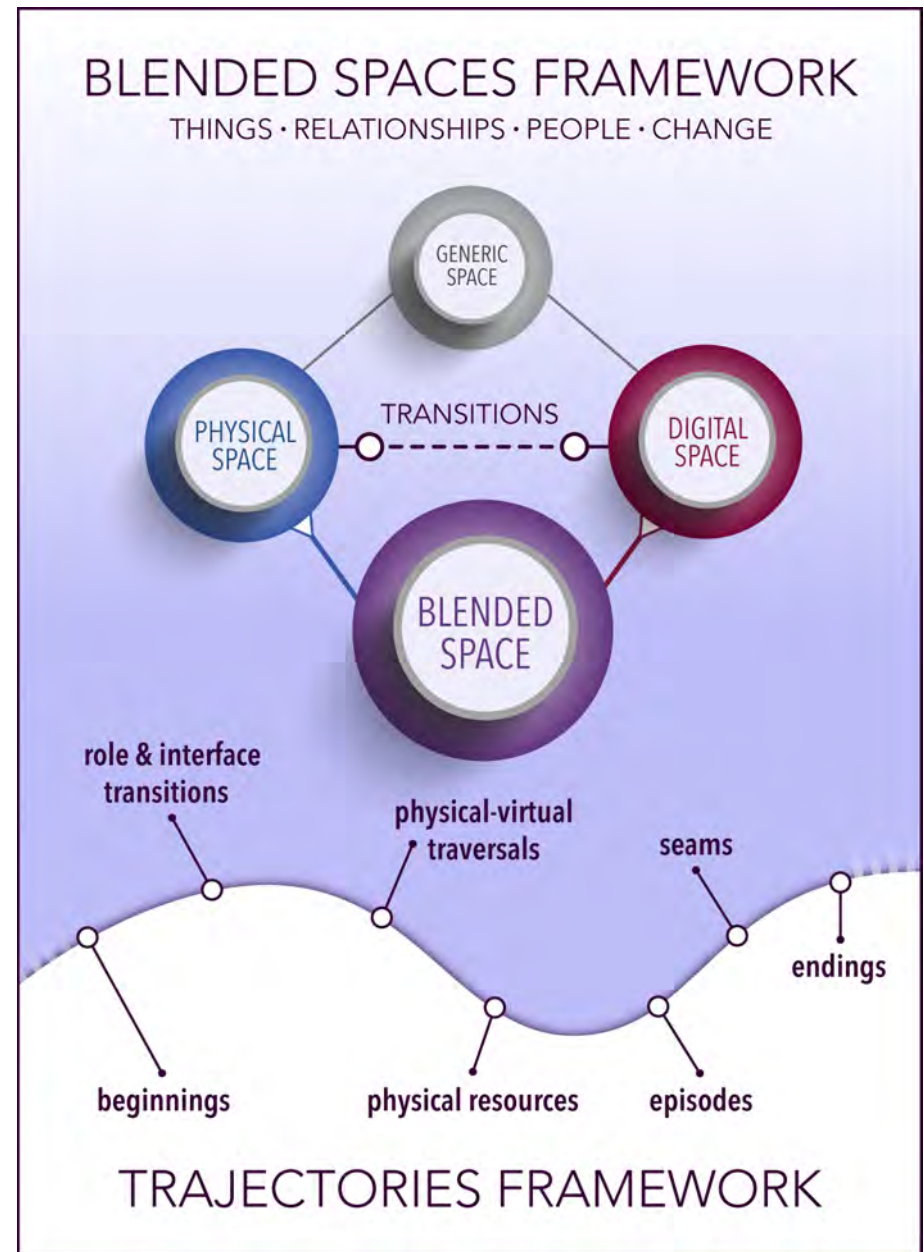 BLENDED SPACES FRAMEWORK
THINGS · RELATIONSHIPS · PEOPLE · CHANGE
GENERIC
SPACE
TRANSITIONS
PHYSICAL
SPACE
DIGITAL
SPACE
BLENDED
SPACE
role & interface
transitions
physical-virtual
traversals
seams
endings
beginnings
physical resources
episodes
TRAJECTORIES FRAMEWORK